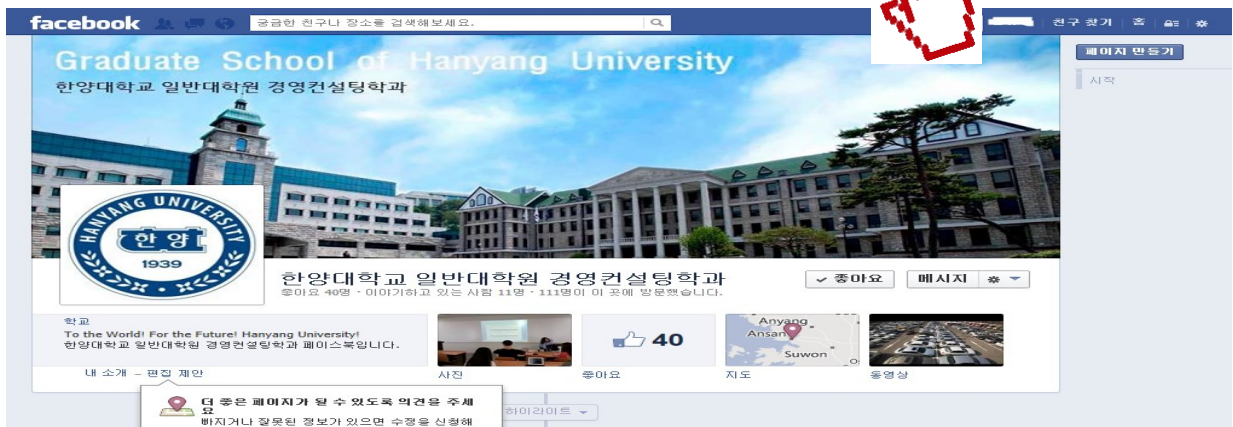 facebook
궁금한 친구나 장소를 검색해보세요.
친구 찾기 홈
페이지 만들기
시작
Graduate School of Hanyang University
한양대학교 일반대학원 경영컨설팅학과
HANYANG UNIVERSITY
한양
1939
한양대학교 일반대학원 경영컨설팅학과
좋아요 40명 · 이야기하고 있는 사람 11명 · 111명이 이 곳에 방문했습니다.
✓ 좋아요
메시지
학교
To the World! For the Future! Hanyang University!
한양대학교 일반대학원 경영컨설팅학과 페이스북입니다.
40
Anyang
Ansan
Suwon
내 소개 – 편집 제안
사진
좋아요
지도
동영상
더 좋은 페이지가 될 수 있도록 의견을 주세
요
빠지거나 잘못된 정보가 있으면 수정을 신청해
하이라이트